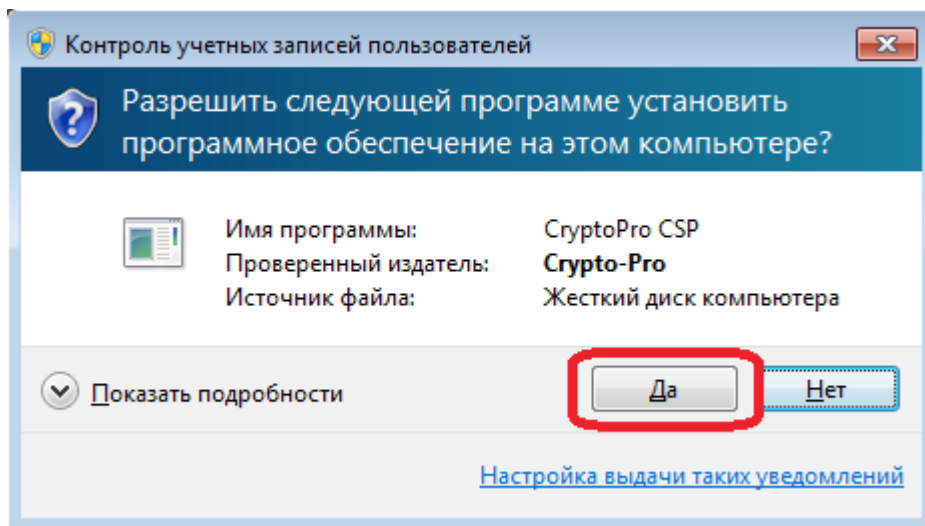 Контроль учетных записей пользователей
Разрешить следующей программе установить
программное обеспечение на этом компьютере?
Имя программы: CryptoPro CSP
Проверенный издатель: Crypto-Pro
Источник файла: Жесткий диск компьютера
Показать подробности Да Нет
Настройка выдачи таких уведомлений